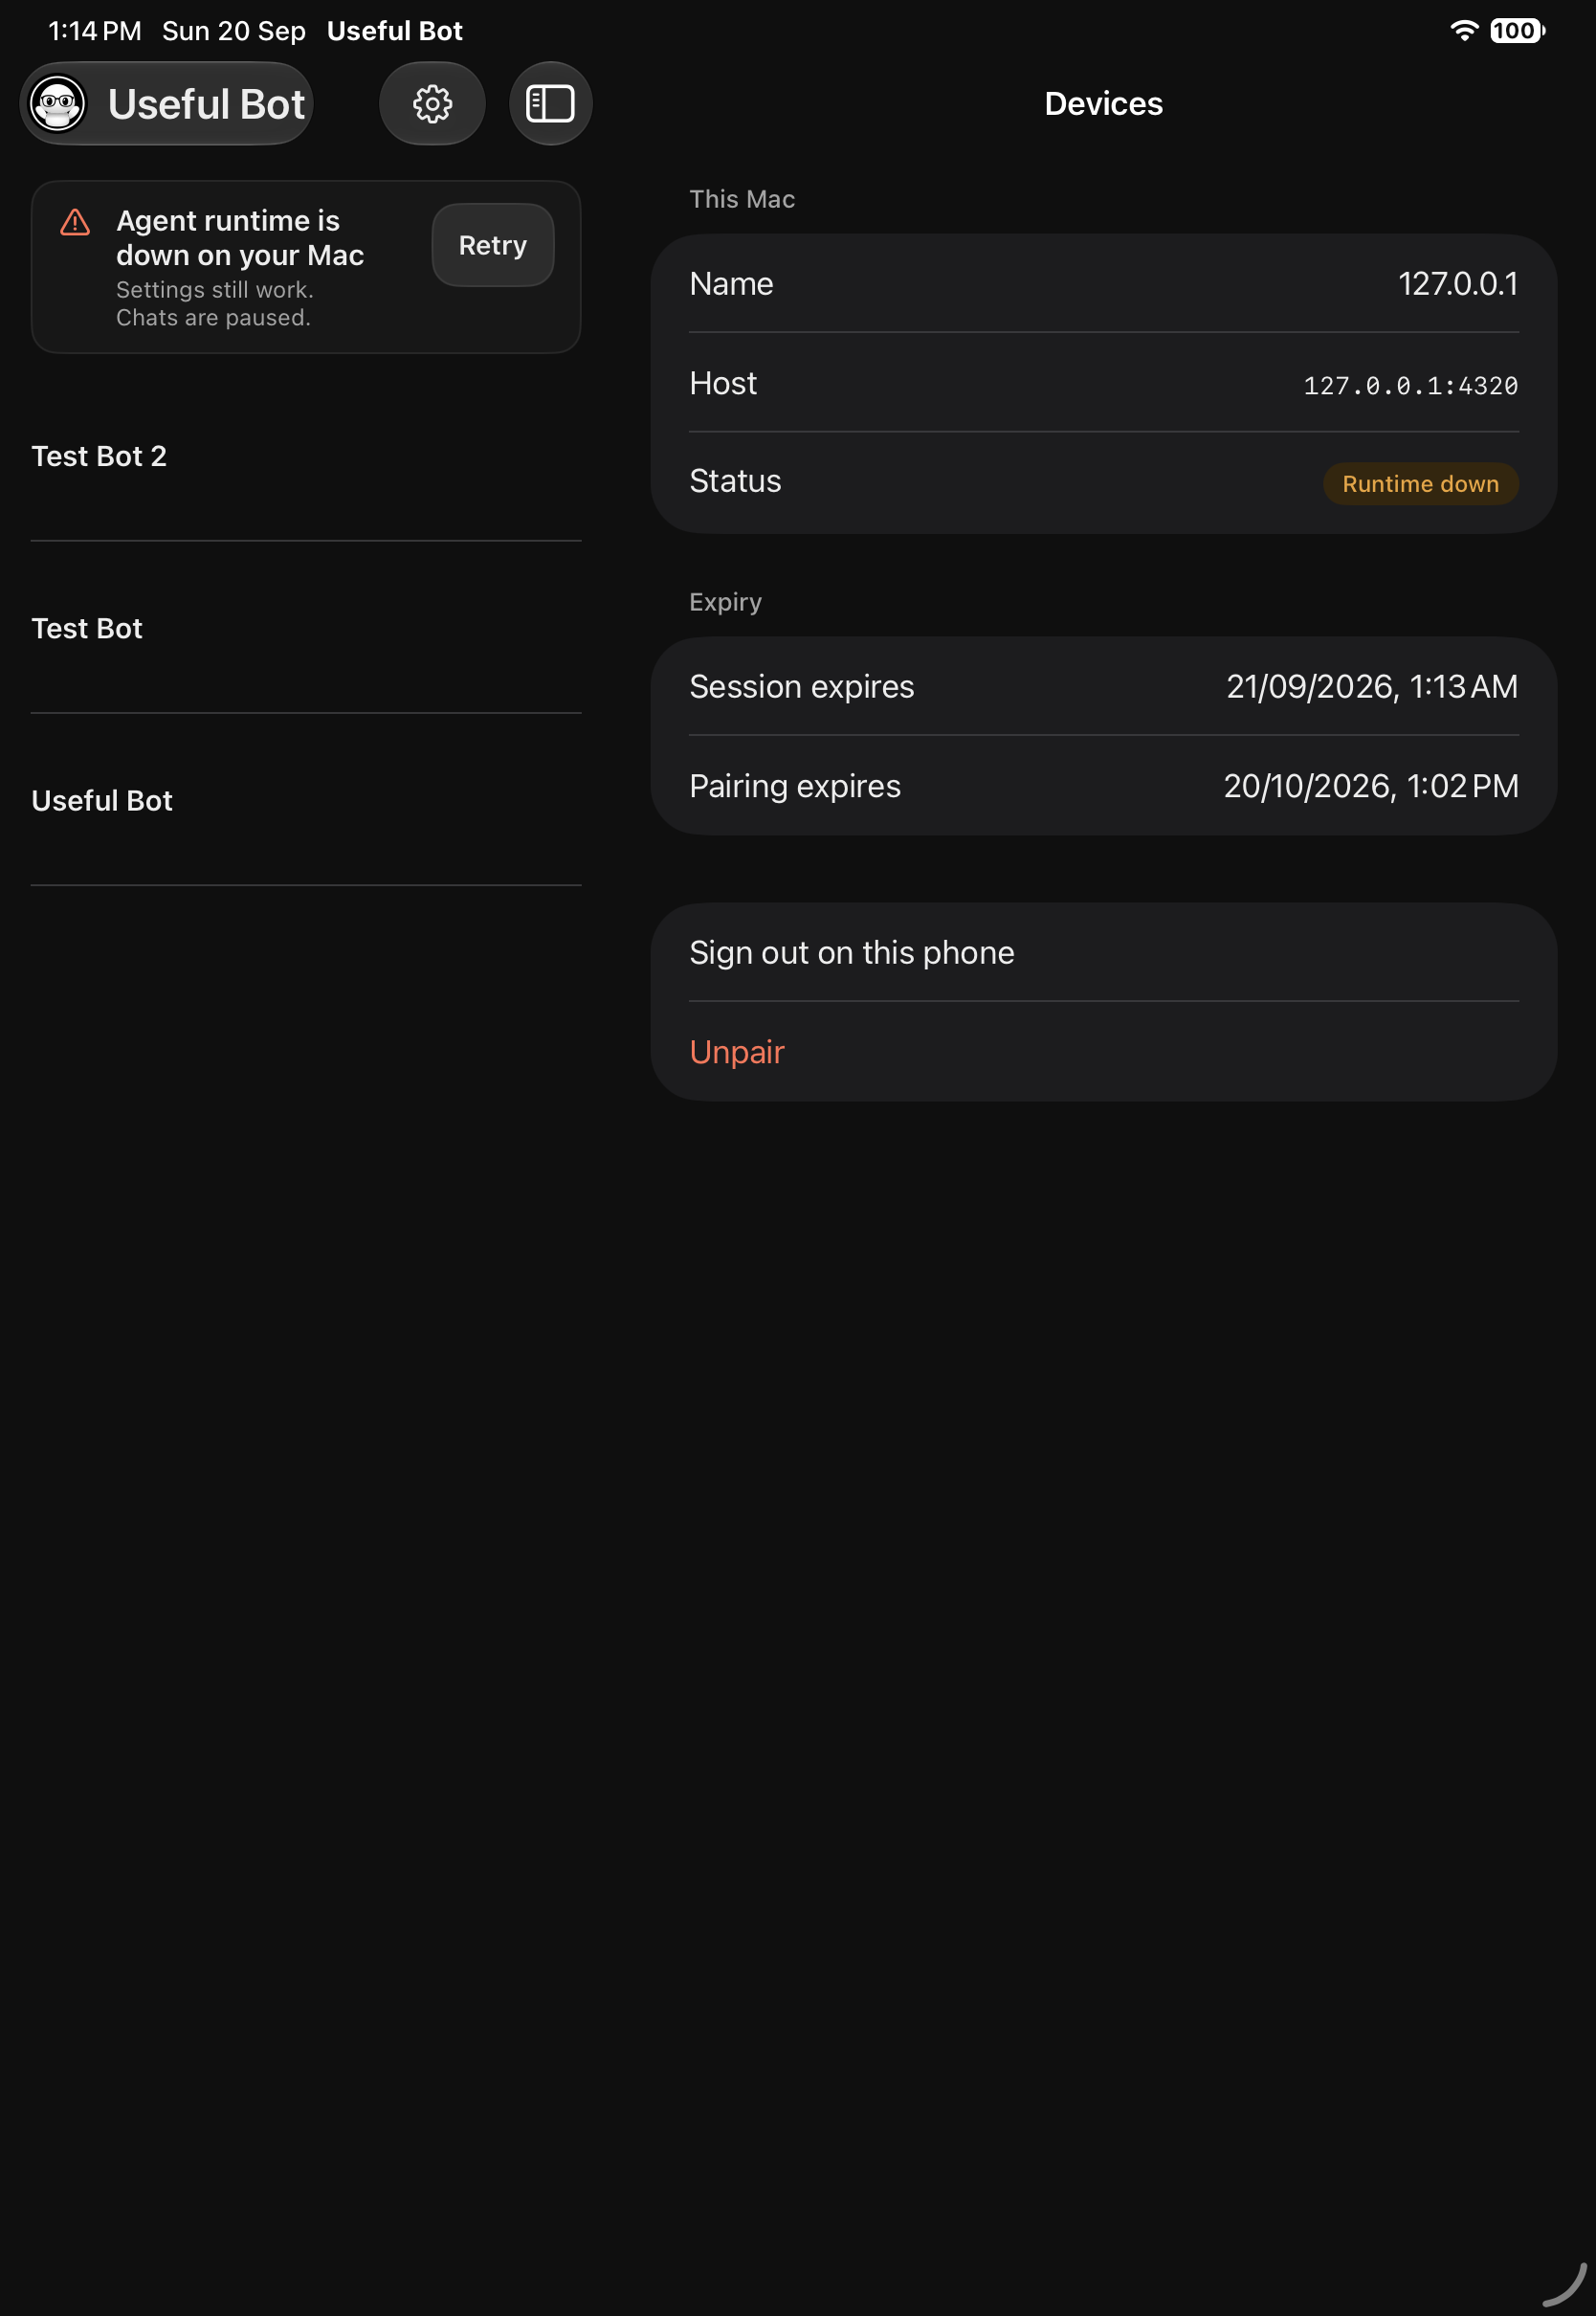 1:14 PM Sun 20 Sep Useful Bot
100
Useful Bot
Agent runtime is
down on your Mac
Settings still work.
Chats are paused.
Retry
Test Bot 2
Test Bot
Useful Bot
Devices
This Mac
Name 127.0.0.1
Host 127.0.0.1:4320
Status Runtime down
Expiry
Session expires 21/09/2026, 1:13 AM
Pairing expires 20/10/2026, 1:02 PM
Sign out on this phone
Unpair